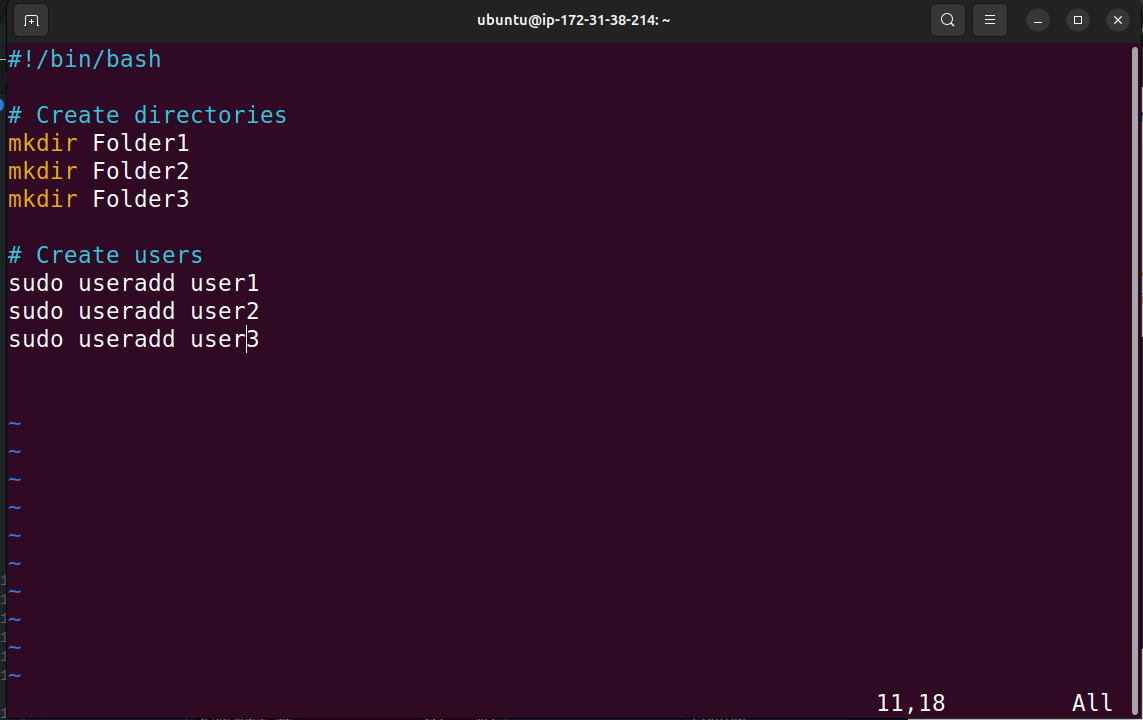 ubuntu@ip-172-31-38-214: ~
#!/bin/bash
# Create directories
mkdir Folder1
mkdir Folder2
mkdir Folder3
# Create users
sudo useradd user1
sudo useradd user2
sudo useradd user3
~
~
~
~
~
~
~
~
~
~
11,18 All